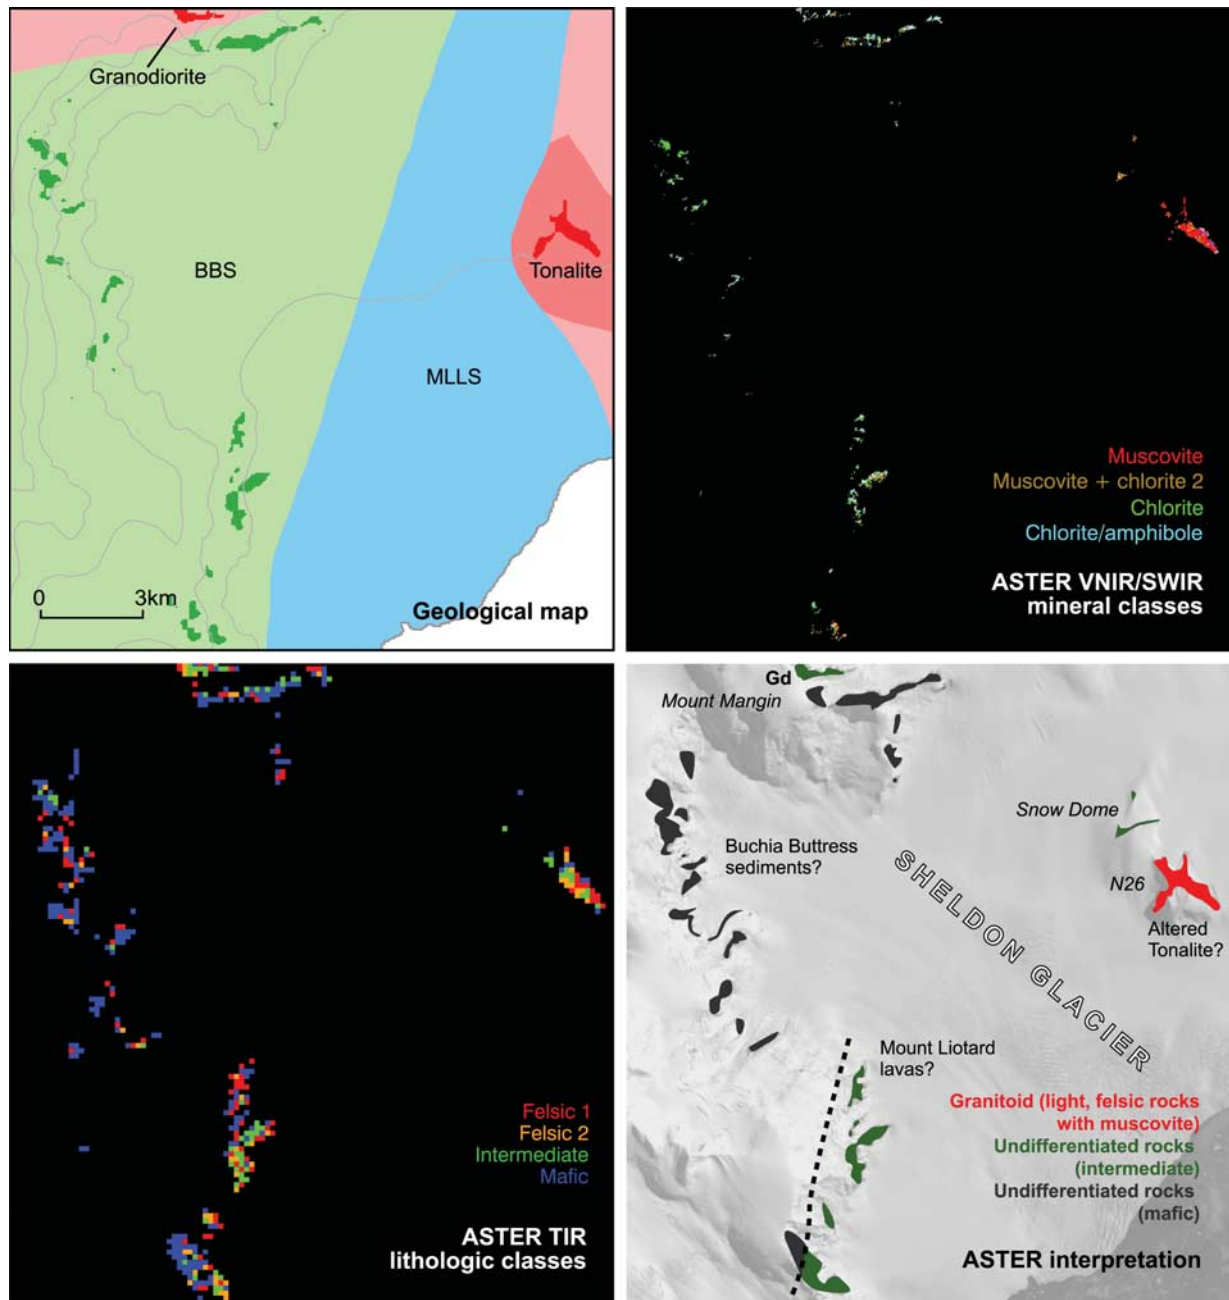 Granodiorite
BBS
Tonalite
MLLS
0
3km
Geological map
Muscovite
Muscovite + chlorite 2
Chlorite
Chlorite/amphibole
ASTER VNIR/SWIR
mineral classes
Felsic 1
Felsic 2
Intermediate
Mafic
ASTER TIR
lithologic classes
Gd
Mount Mangin
Snow Dome
Buchia Buttress
sediments?
SHELDON GLACIER
N26
Altered
Tonalite?
Mount Liotard
lavas?
Granitoid (light, felsic rocks
with muscovite)
Undifferentiated rocks
(intermediate)
Undifferentiated rocks
(mafic)
ASTER interpretation